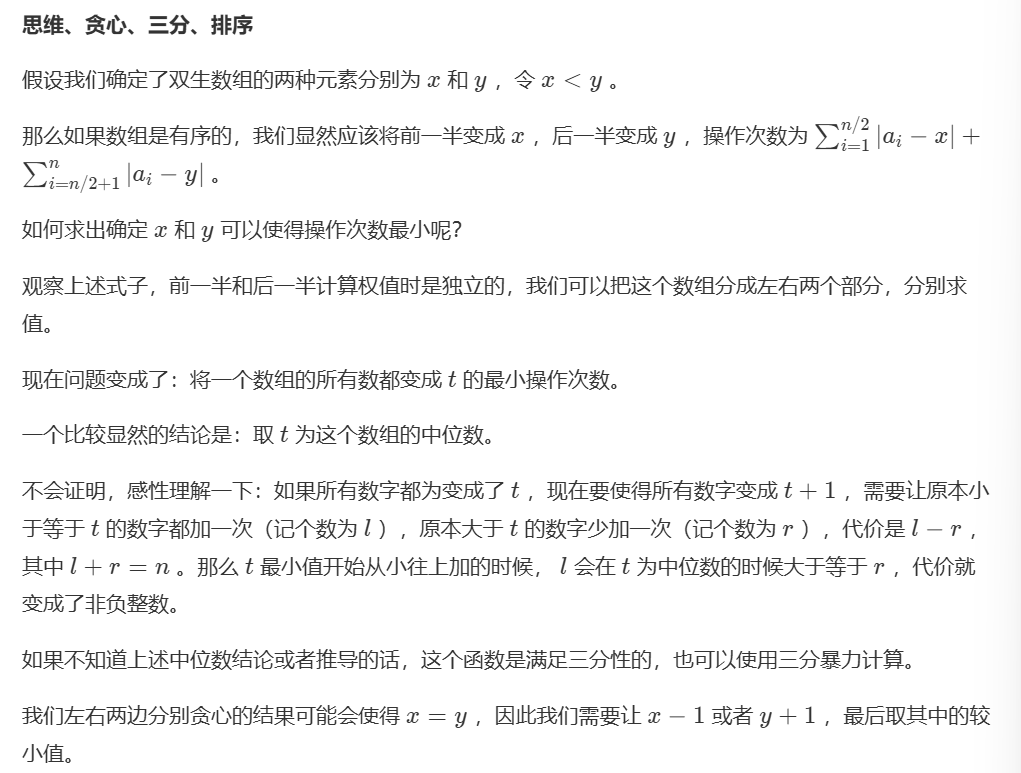 思维、贪心、三分、排序
假设我们确定了双生数组的两种元素分别为 x 和 y ，令 x < y 。
那么如果数组是有序的，我们显然应该将前一半变成 x ，后一半变成 y ，操作次数为 ∑_{i=1}^{n/2} |a_i − x| +
∑_{i=n/2+1}^{n} |a_i − y| 。
如何求出确定 x 和 y 可以使得操作次数最小呢？
观察上述式子，前一半和后一半计算权值时是独立的，我们可以把这个数组分成左右两个部分，分别求
值。
现在问题变成了：将一个数组的所有数都变成 t 的最小操作次数。
一个比较显然的结论是：取 t 为这个数组的中位数。
不会证明，感性理解一下：如果所有数字都为变成了 t ，现在要使得所有数字变成 t + 1 ，需要让原本小
于等于 t 的数字都加一次（记个数为 l ），原本大于 t 的数字少加一次（记个数为 r ），代价是 l − r ，
其中 l + r = n 。那么 t 最小值开始从小往上加的时候， l 会在 t 为中位数的时候大于等于 r ，代价就
变成了非负整数。
如果不知道上述中位数结论或者推导的话，这个函数是满足三分性的，也可以使用三分暴力计算。
我们左右两边分别贪心的结果可能会使得 x = y ，因此我们需要让 x − 1 或者 y + 1 ，最后取其中的较
小值。